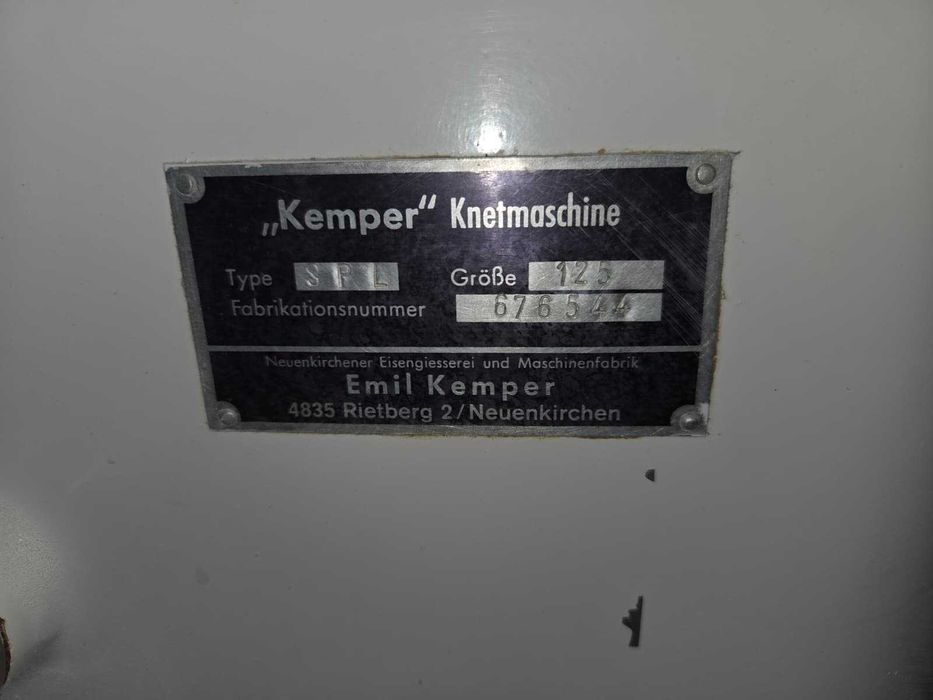 „Kemper“ Knetmaschine
Type SPL Größe 125
Fabrikationsnummer 676544
Neuenkirchener Eisengiesserei und Maschinenfabrik
Emil Kemper
4835 Rietberg 2/Neuenkirchen